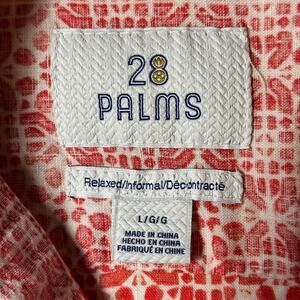 28
PALMS
Relaxed/Informal/Décontracté
L/G/G
MADE IN CHINA
HECHO EN CHINA
FABRIQUÉ EN CHINE